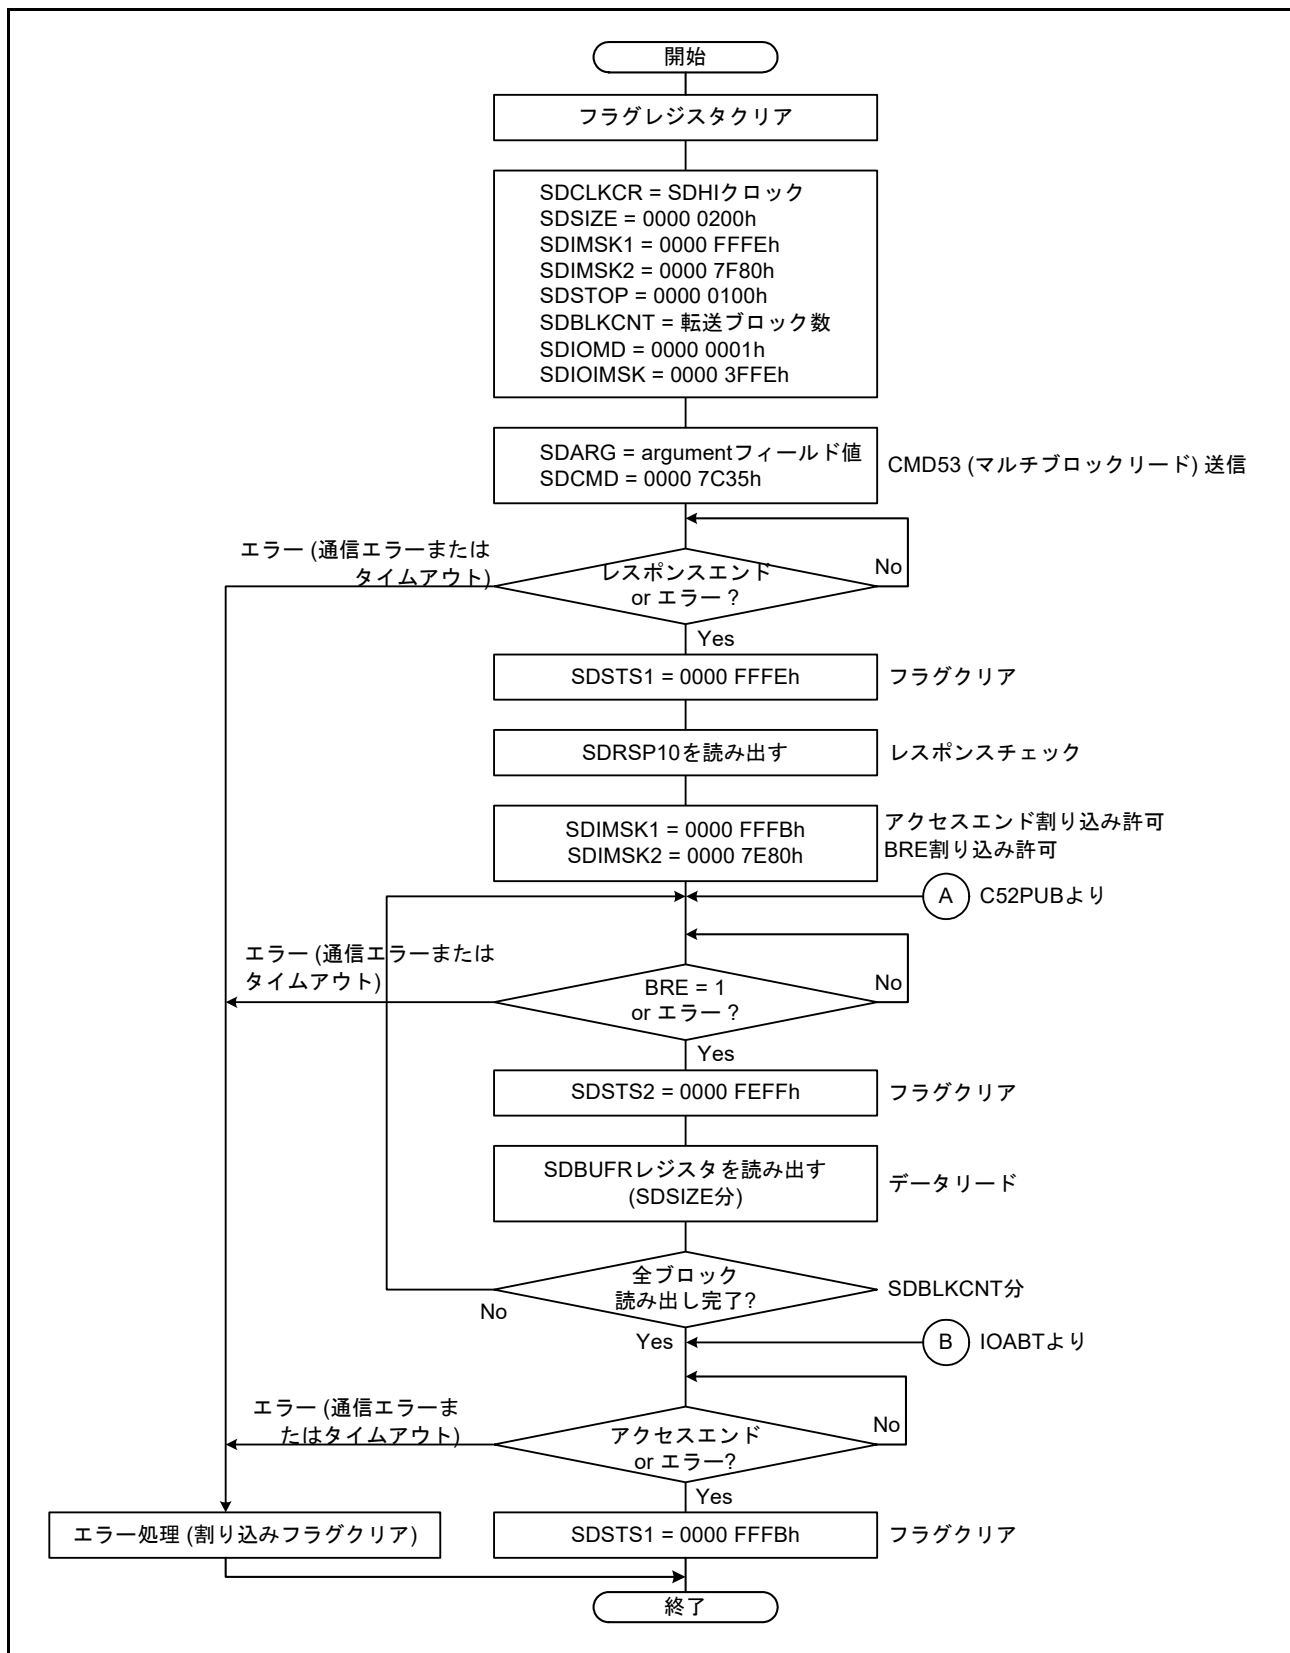 開始
フラグレジスタクリア
SDCLKCR = SDHIクロック
SDSIZE = 0000 0200h
SDIMSK1 = 0000 FFFEh
SDIMSK2 = 0000 7F80h
SDSTOP = 0000 0100h
SDBLKCNT = 転送ブロック数
SDIOMD = 0000 0001h
SDIOIMSK = 0000 3FFEh
SDARG = argumentフィールド値
SDCMD = 0000 7C35h
CMD53 (マルチブロックリード) 送信
エラー (通信エラーまたは
タイムアウト)
レスポンスエンド
or エラー ?
No
Yes
SDSTS1 = 0000 FFFEh
フラグクリア
SDRSP10を読み出す
レスポンスチェック
SDIMSK1 = 0000 FFFBh
SDIMSK2 = 0000 7E80h
アクセスエンド割り込み許可
BRE割り込み許可
A
C52PUBより
エラー (通信エラーまたは
タイムアウト)
BRE = 1
or エラー ?
No
Yes
SDSTS2 = 0000 FEFFh
フラグクリア
SDBUFRレジスタを読み出す
(SDSIZE分)
データリード
全ブロック
読み出し完了?
SDBLKCNT分
No
Yes
B
IOABTより
エラー (通信エラーま
たはタイムアウト)
アクセスエンド
or エラー?
No
Yes
エラー処理 (割り込みフラグクリア)
SDSTS1 = 0000 FFFBh
フラグクリア
終了